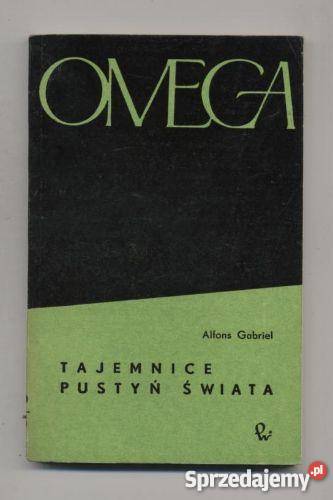 OMEGA
Alfons Gabriel
TAJEMNICE
PUSTYŃ ŚWIATA
Sprzedajemy
.pl